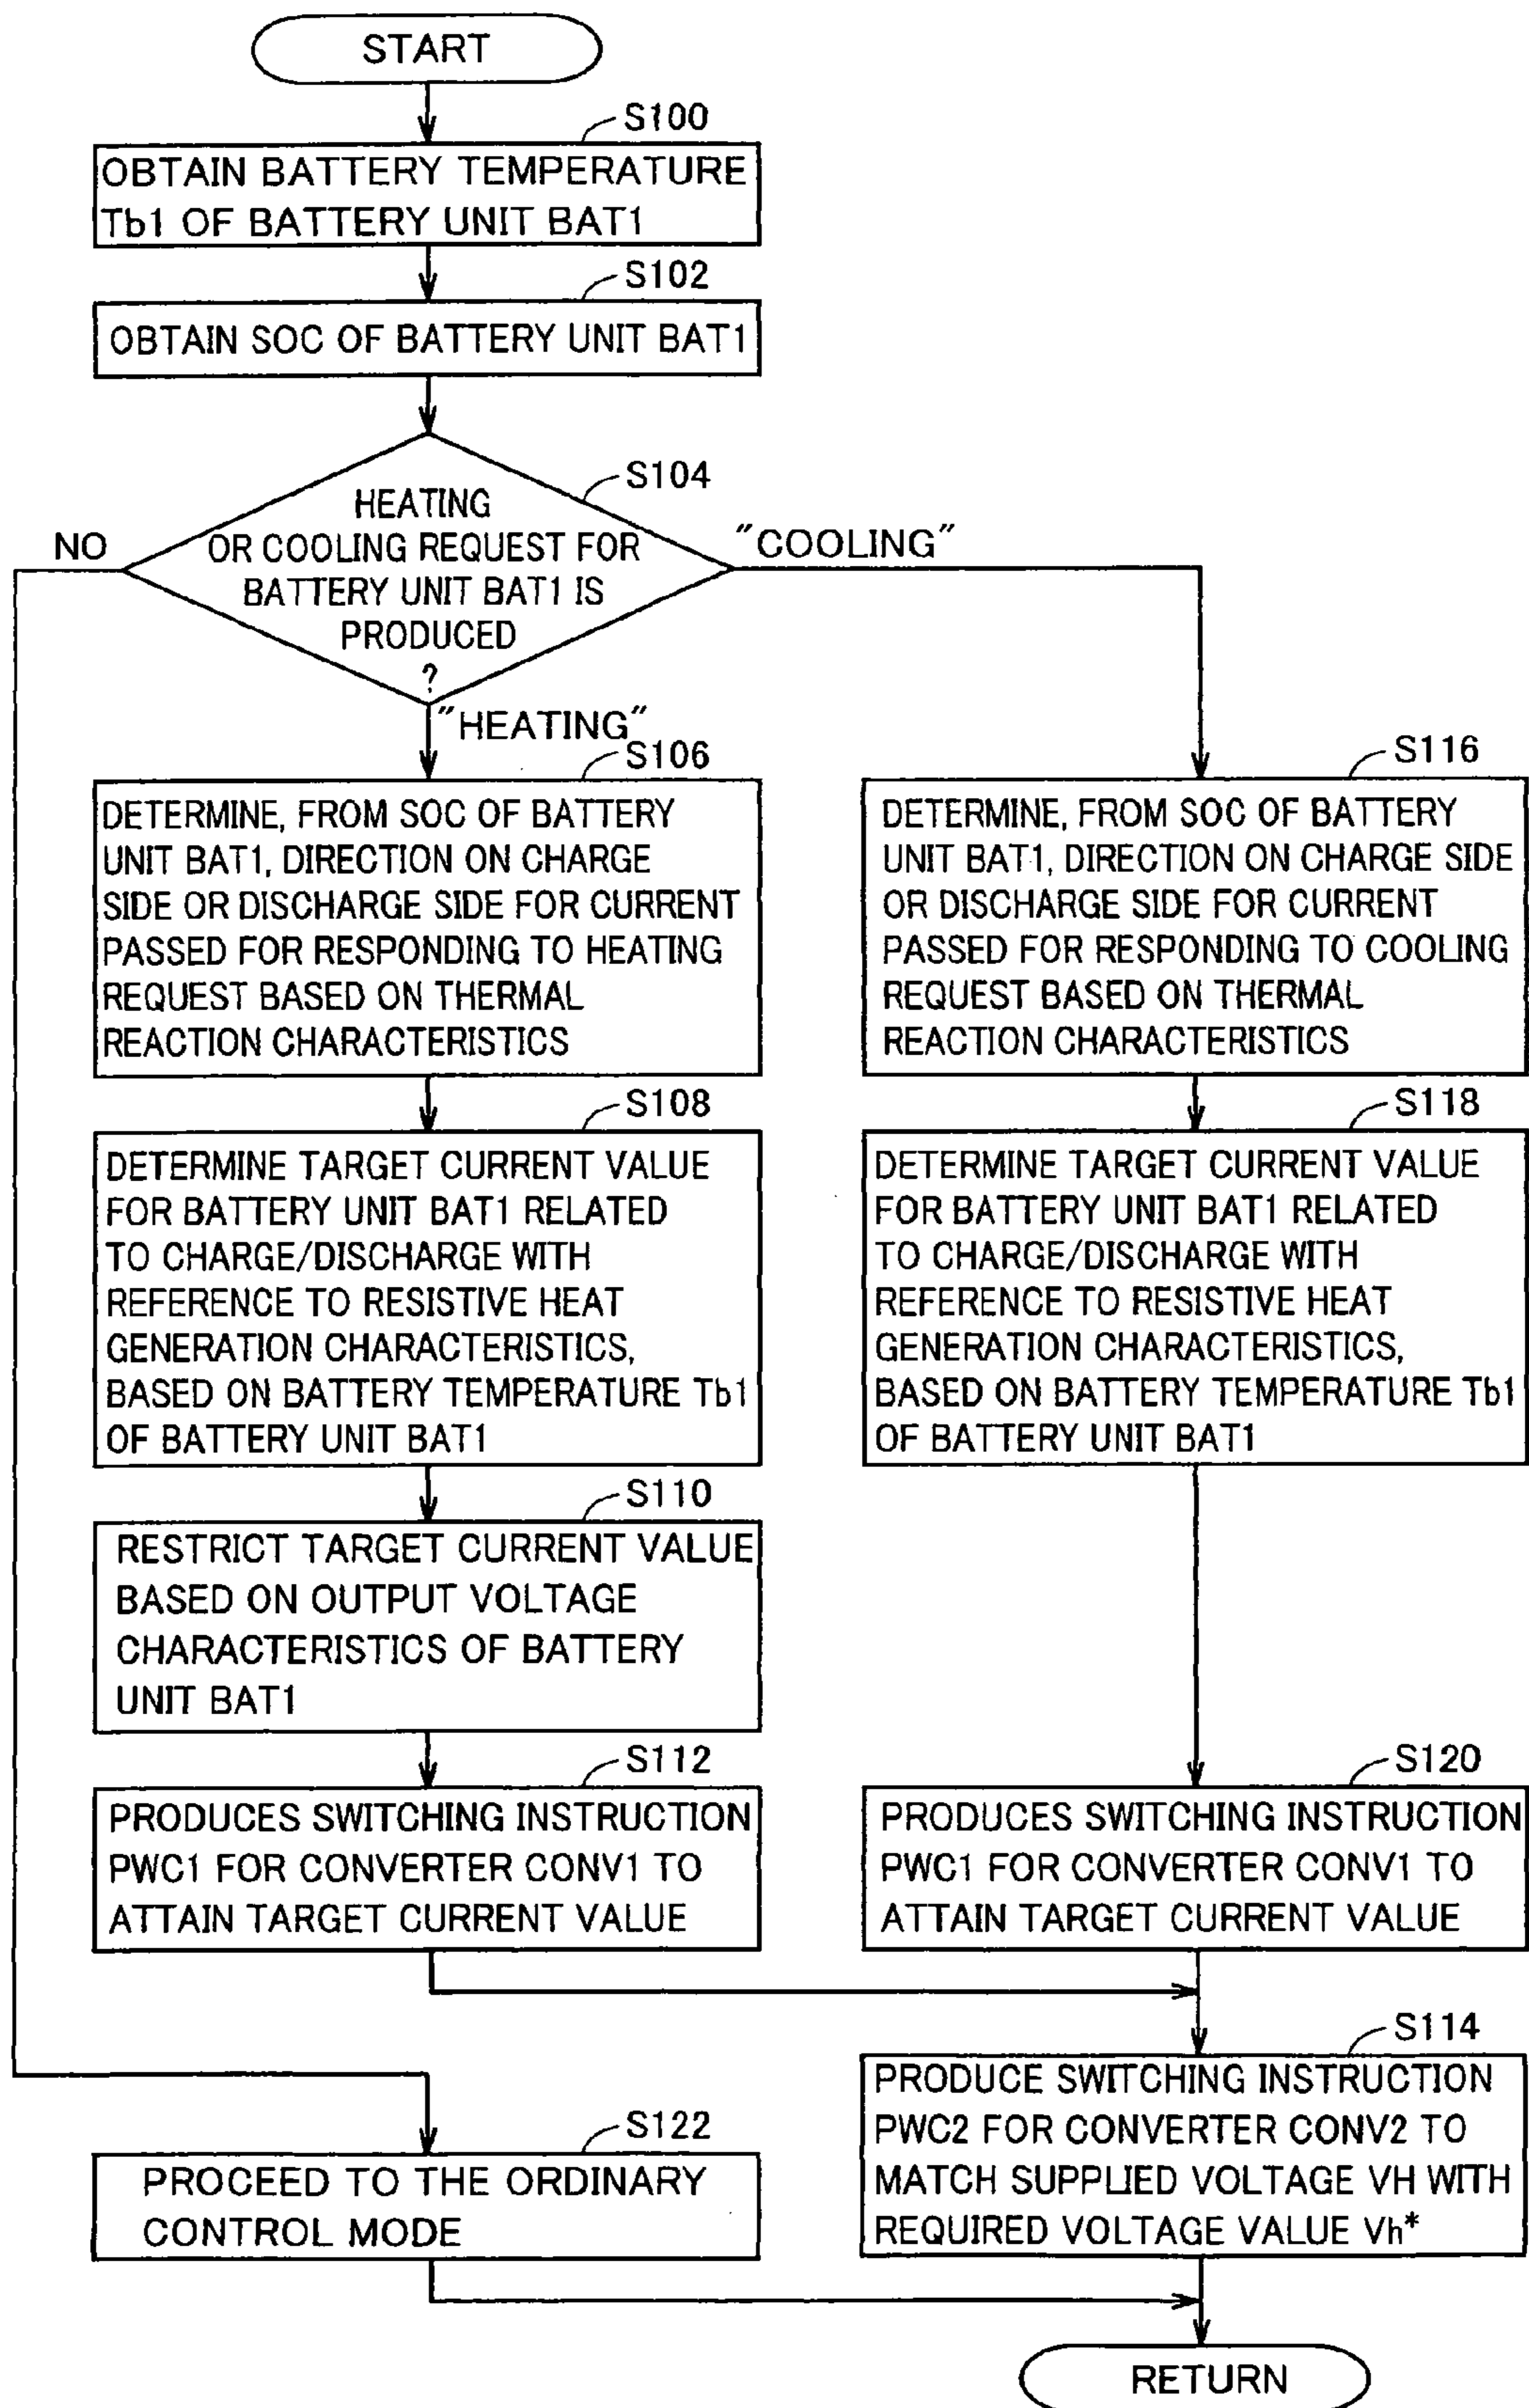 START
S100
OBTAIN BATTERY TEMPERATURE
Tb1 OF BATTERY UNIT BAT1
S102
OBTAIN SOC OF BATTERY UNIT BAT1
S104
HEATING
OR COOLING REQUEST FOR
BATTERY UNIT BAT1 IS
PRODUCED
?
NO
"COOLING"
"HEATING"
S106
DETERMINE, FROM SOC OF BATTERY
UNIT BAT1, DIRECTION ON CHARGE
SIDE OR DISCHARGE SIDE FOR CURRENT
PASSED FOR RESPONDING TO HEATING
REQUEST BASED ON THERMAL
REACTION CHARACTERISTICS
S116
DETERMINE, FROM SOC OF BATTERY
UNIT BAT1, DIRECTION ON CHARGE SIDE
OR DISCHARGE SIDE FOR CURRENT
PASSED FOR RESPONDING TO COOLING
REQUEST BASED ON THERMAL
REACTION CHARACTERISTICS
S108
DETERMINE TARGET CURRENT VALUE
FOR BATTERY UNIT BAT1 RELATED
TO CHARGE/DISCHARGE WITH
REFERENCE TO RESISTIVE HEAT
GENERATION CHARACTERISTICS,
BASED ON BATTERY TEMPERATURE Tb1
OF BATTERY UNIT BAT1
S118
DETERMINE TARGET CURRENT VALUE
FOR BATTERY UNIT BAT1 RELATED
TO CHARGE/DISCHARGE WITH
REFERENCE TO RESISTIVE HEAT
GENERATION CHARACTERISTICS,
BASED ON BATTERY TEMPERATURE Tb1
OF BATTERY UNIT BAT1
S110
RESTRICT TARGET CURRENT VALUE
BASED ON OUTPUT VOLTAGE
CHARACTERISTICS OF BATTERY
UNIT BAT1
S112
PRODUCES SWITCHING INSTRUCTION
PWC1 FOR CONVERTER CONV1 TO
ATTAIN TARGET CURRENT VALUE
S120
PRODUCES SWITCHING INSTRUCTION
PWC1 FOR CONVERTER CONV1 TO
ATTAIN TARGET CURRENT VALUE
S114
PRODUCE SWITCHING INSTRUCTION
PWC2 FOR CONVERTER CONV2 TO
MATCH SUPPLIED VOLTAGE VH WITH
REQUIRED VOLTAGE VALUE Vh*
S122
PROCEED TO THE ORDINARY
CONTROL MODE
RETURN